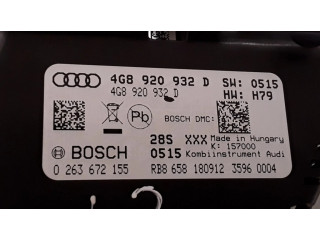 4G8 920 932 D SW: 0515
4G8 920 932 D HW: H79
Pb
BOSCH DMC:
28S XXX Made in Hungary
K: 157000
BOSCH 0515 Kombiinstrument Audi
0 263 672 155 RB8 658 180912 3596 0004